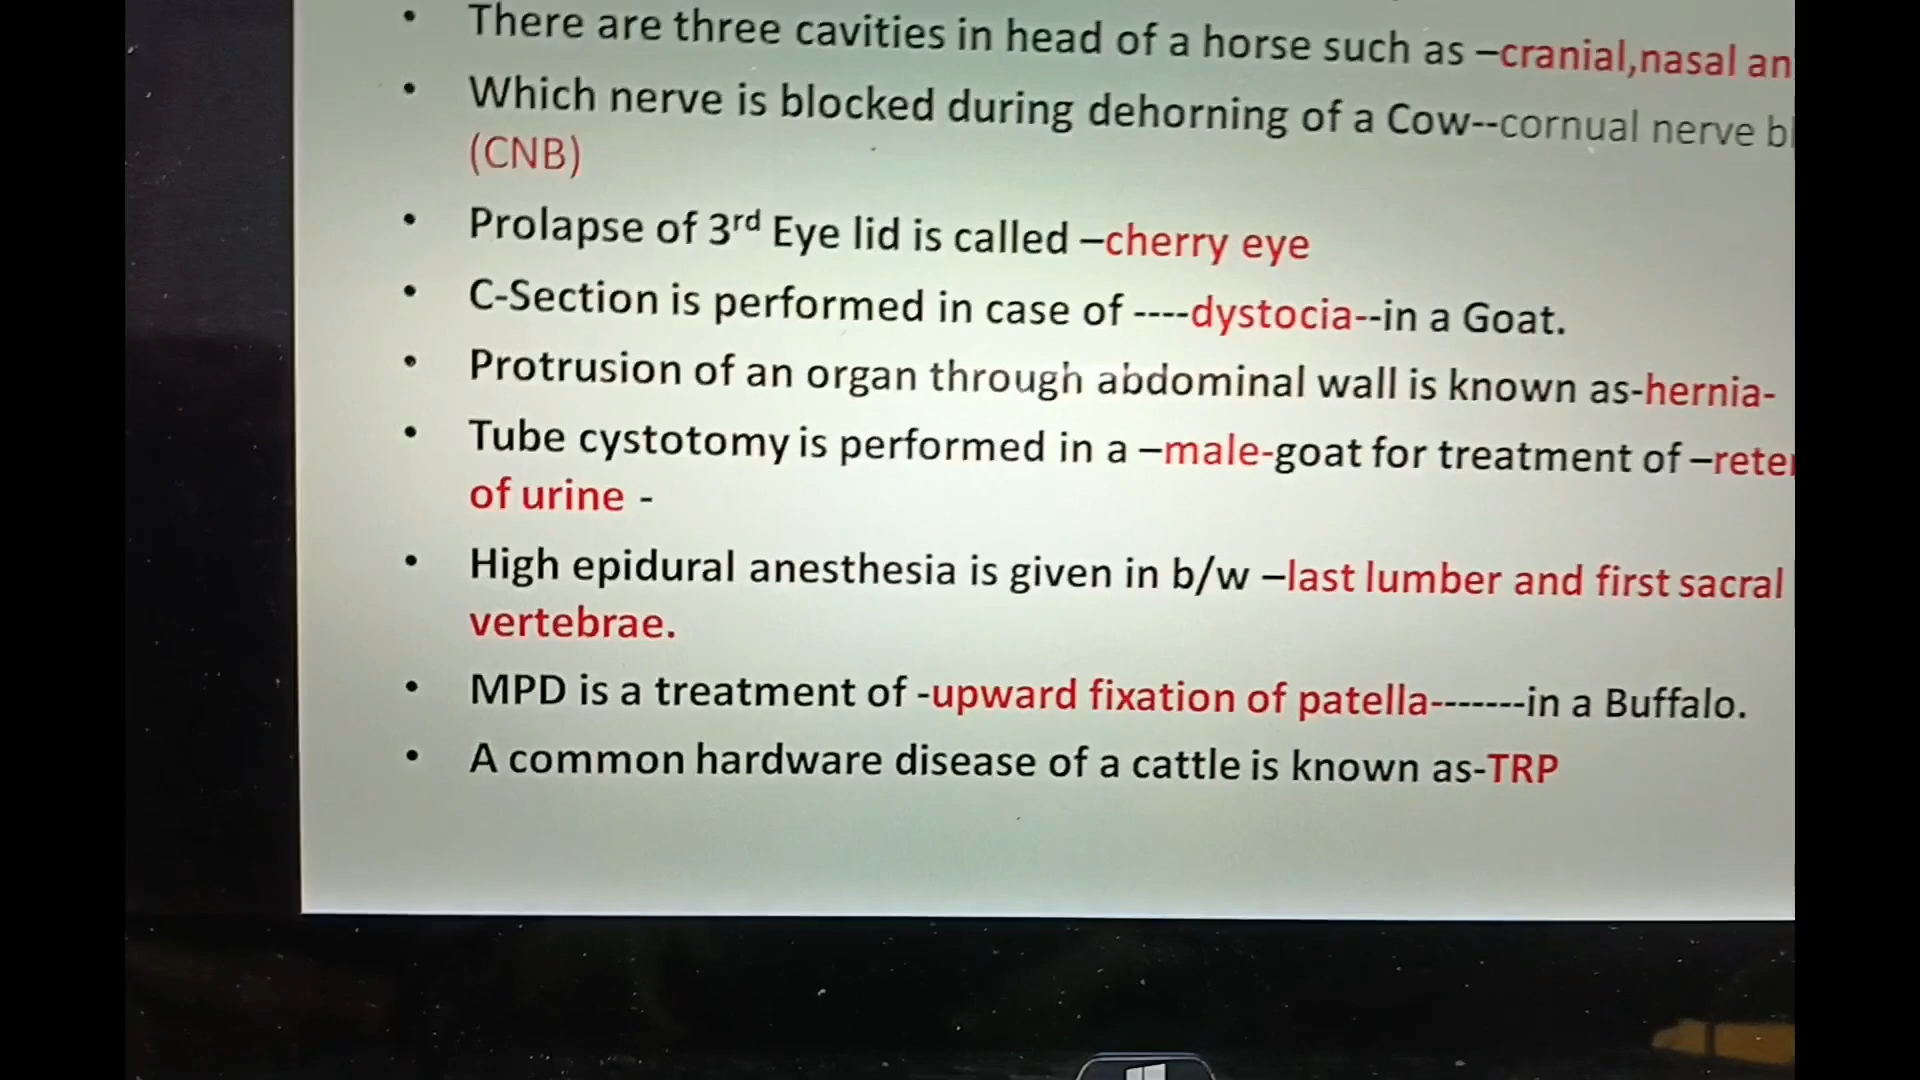 • There are three cavities in head of a horse such as –cranial,nasal an
• Which nerve is blocked during dehorning of a Cow--cornual nerve bl
(CNB)
• Prolapse of 3rd Eye lid is called –cherry eye
• C-Section is performed in case of ----dystocia--in a Goat.
• Protrusion of an organ through abdominal wall is known as-hernia-
• Tube cystotomy is performed in a –male-goat for treatment of –rete
of urine -
• High epidural anesthesia is given in b/w –last lumber and first sacral
vertebrae.
• MPD is a treatment of -upward fixation of patella-------in a Buffalo.
• A common hardware disease of a cattle is known as-TRP